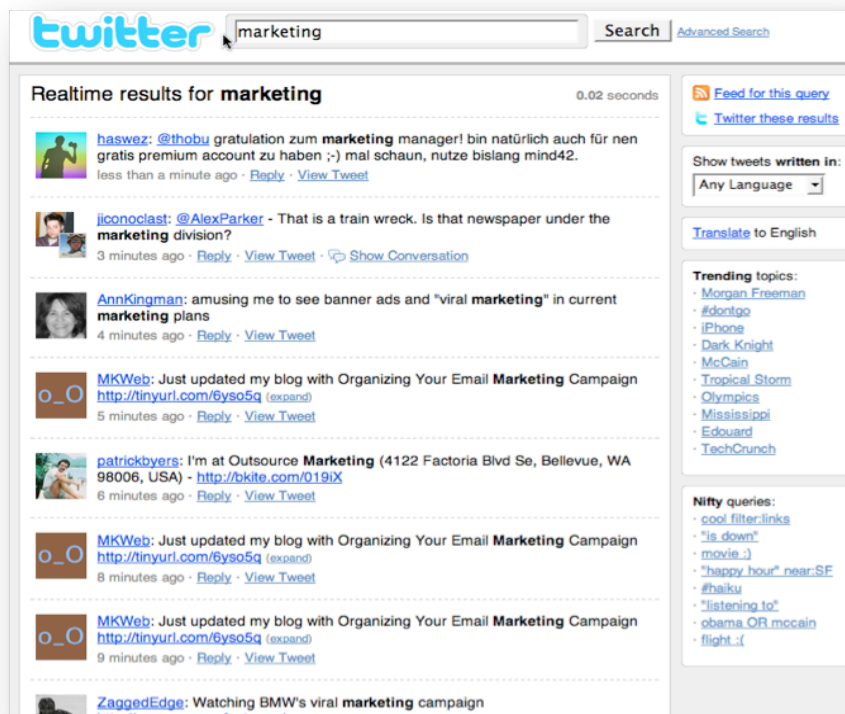 twitter
marketing
Search
Advanced Search
Realtime results for marketing
0.02 seconds
haswez: @thobu gratulation zum marketing manager! bin natürlich auch für nen
gratis premium account zu haben ;-) mal schaun, nutze bislang mind42.
less than a minute ago · Reply · View Tweet
jiconoclast: @AlexParker - That is a train wreck. Is that newspaper under the
marketing division?
3 minutes ago · Reply · View Tweet · Show Conversation
AnnKingman: amusing me to see banner ads and "viral marketing" in current
marketing plans
4 minutes ago · Reply · View Tweet
o_O
MKWeb: Just updated my blog with Organizing Your Email Marketing Campaign
http://tinyurl.com/6yso5q (expand)
5 minutes ago · Reply · View Tweet
patrickbyers: I'm at Outsource Marketing (4122 Factoria Blvd Se, Bellevue, WA
98006, USA) - http://bkite.com/019iX
6 minutes ago · Reply · View Tweet
o_O
MKWeb: Just updated my blog with Organizing Your Email Marketing Campaign
http://tinyurl.com/6yso5q (expand)
8 minutes ago · Reply · View Tweet
o_O
MKWeb: Just updated my blog with Organizing Your Email Marketing Campaign
http://tinyurl.com/6yso5q (expand)
9 minutes ago · Reply · View Tweet
ZaggedEdge: Watching BMW's viral marketing campaign
Feed for this query
Twitter these results
Show tweets written in:
Any Language
Translate to English
Trending topics:
· Morgan Freeman
· #dontgo
· iPhone
· Dark Knight
· McCain
· Tropical Storm
· Olympics
· Mississippi
· Edouard
· TechCrunch
Nifty queries:
· cool filter:links
· "is down"
· movie :)
· "happy hour" near:SF
· #haiku
· "listening to"
· obama OR mccain
· flight :(